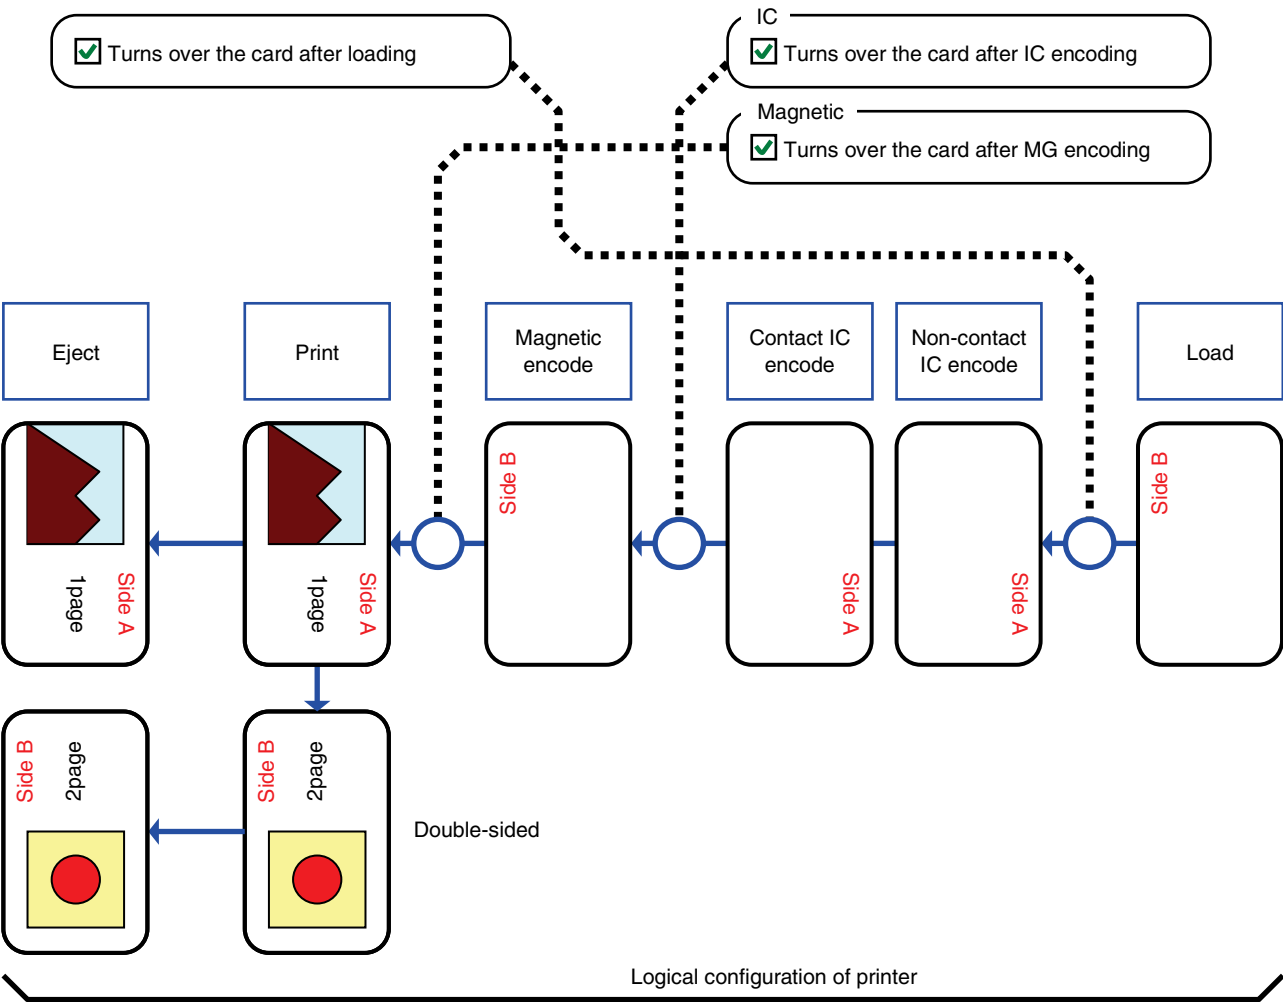 Turns over the card after loading
IC
Turns over the card after IC encoding
Magnetic
Turns over the card after MG encoding
Eject
Print
Magnetic
encode
Contact IC
encode
Non-contact
IC encode
Load
Side A
1page
Side A
1page
Side B
Side A
Side A
Side B
Side B
2page
Side B
2page
Double-sided
Logical configuration of printer